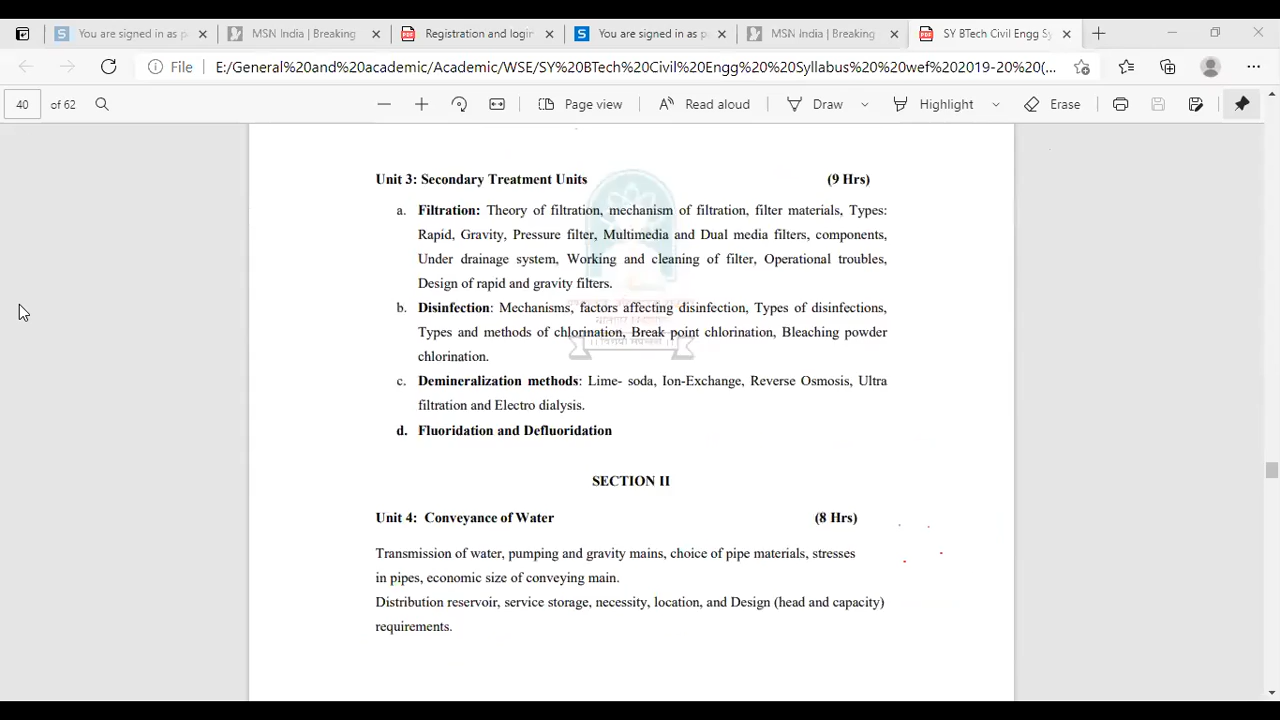 You are signed in as p
MSN India | Breaking
Registration and login
You are signed in as p
MSN India | Breaking
SY BTech Civil Engg Sy
File
E:/General%20and%20academic/Academic/WSE/SY%20BTech%20Civil%20Engg%20%20Syllabus%20%20wef%202019-20%20(...
40 of 62
Page view
Read aloud
Draw
Highlight
Erase
Unit 3: Secondary Treatment Units (9 Hrs)
a. Filtration: Theory of filtration, mechanism of filtration, filter materials, Types:
Rapid, Gravity, Pressure filter, Multimedia and Dual media filters, components,
Under drainage system, Working and cleaning of filter, Operational troubles,
Design of rapid and gravity filters.
b. Disinfection: Mechanisms, factors affecting disinfection, Types of disinfections,
Types and methods of chlorination, Break point chlorination, Bleaching powder
chlorination.
c. Demineralization methods: Lime- soda, Ion-Exchange, Reverse Osmosis, Ultra
filtration and Electro dialysis.
d. Fluoridation and Defluoridation
SECTION II
Unit 4: Conveyance of Water (8 Hrs)
Transmission of water, pumping and gravity mains, choice of pipe materials, stresses
in pipes, economic size of conveying main.
Distribution reservoir, service storage, necessity, location, and Design (head and capacity)
requirements.